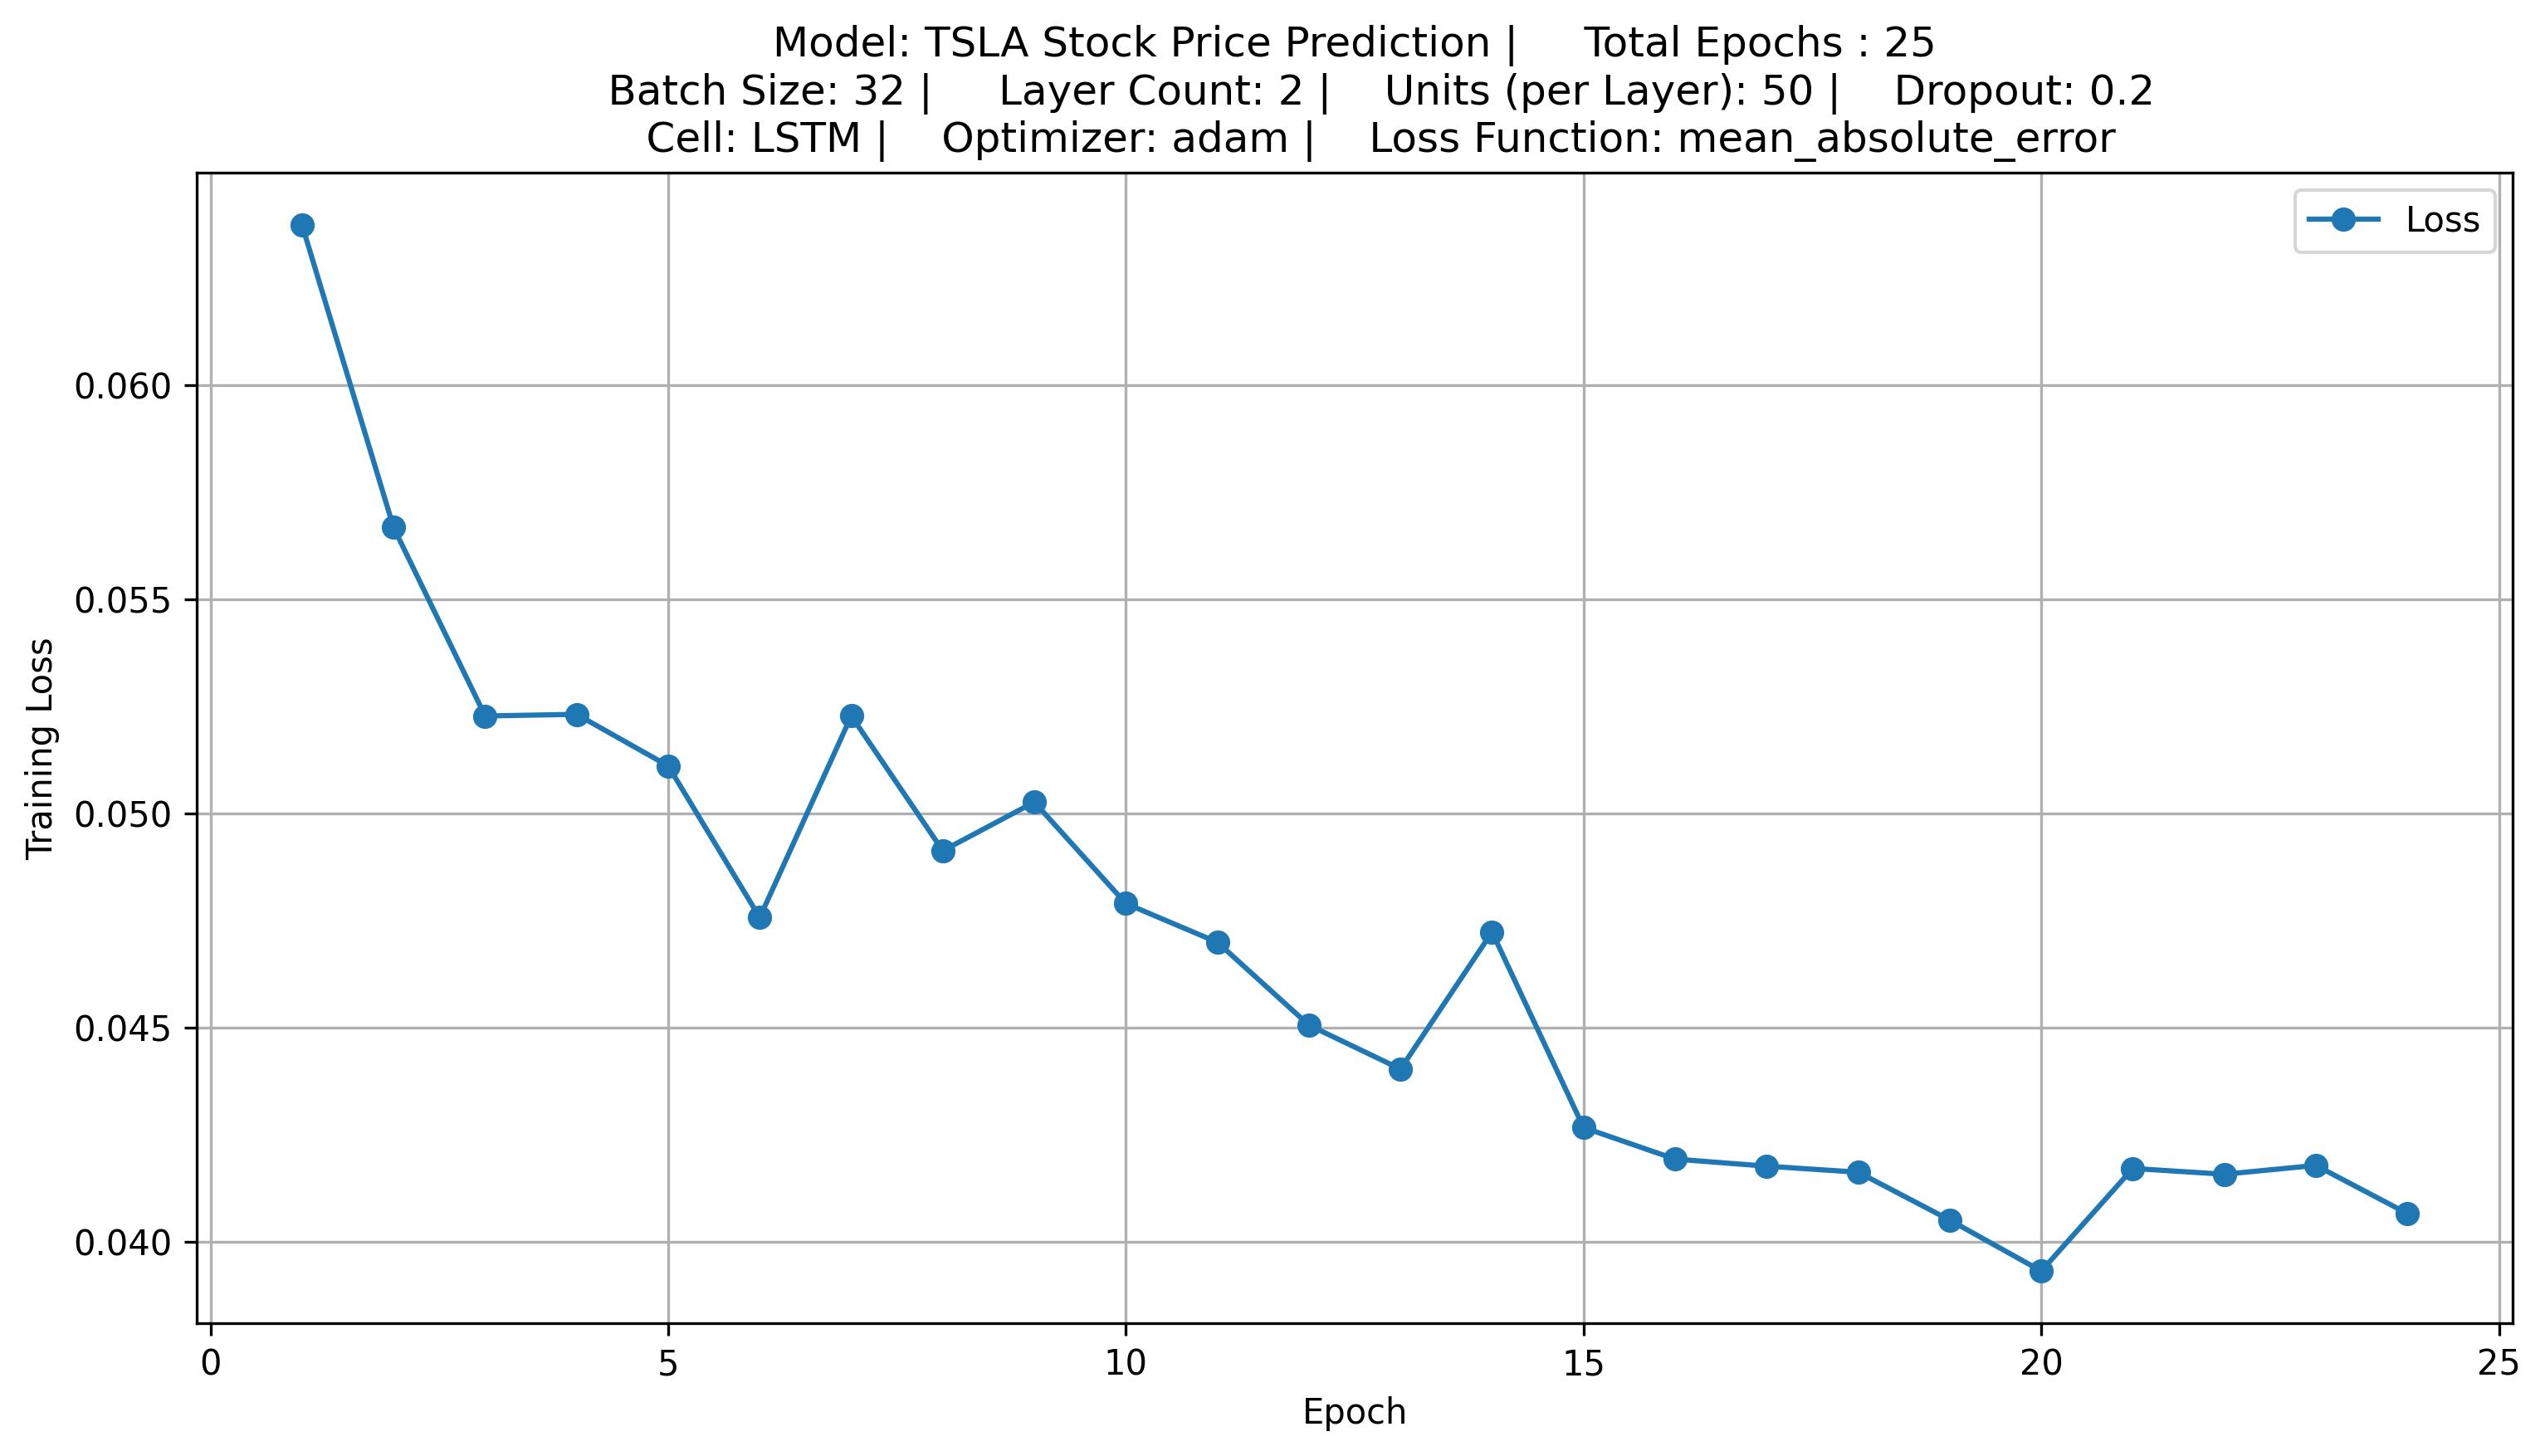 Model: TSLA Stock Price Prediction | Total Epochs : 25
Batch Size: 32 | Layer Count: 2 | Units (per Layer): 50 | Dropout: 0.2
Cell: LSTM | Optimizer: adam | Loss Function: mean_absolute_error
Loss
0.060
0.055
0.050
0.045
0.040
Training Loss
0 5 10 15 20 25
Epoch